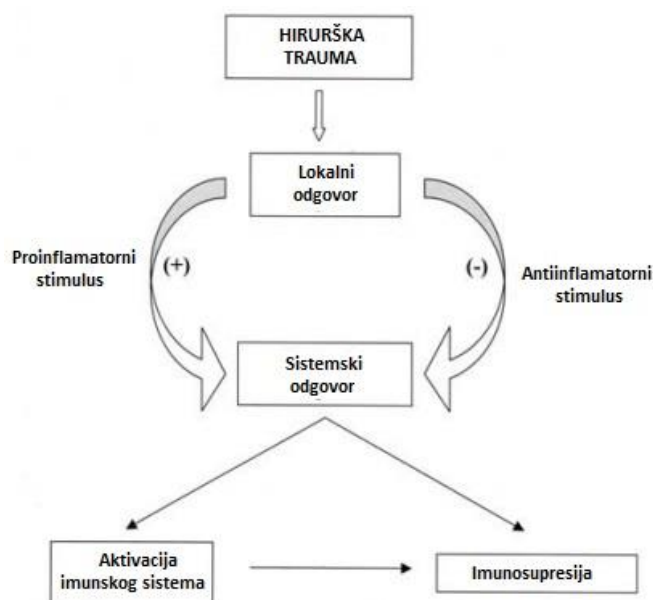 HIRURŠKA
TRAUMA
Lokalni
odgovor
Proinflamatorni
stimulus
(+)
(-)
Antiinflamatorni
stimulus
Sistemski
odgovor
Aktivacija
imunskog sistema
Imunosupresija